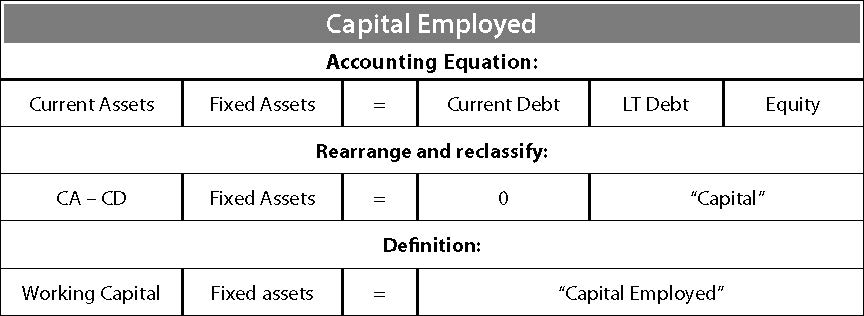 Capital Employed
Accounting Equation:
Current Assets Fixed Assets = Current Debt LT Debt Equity
Rearrange and reclassify:
CA – CD Fixed Assets = 0 “Capital”
Definition:
Working Capital Fixed assets = “Capital Employed”